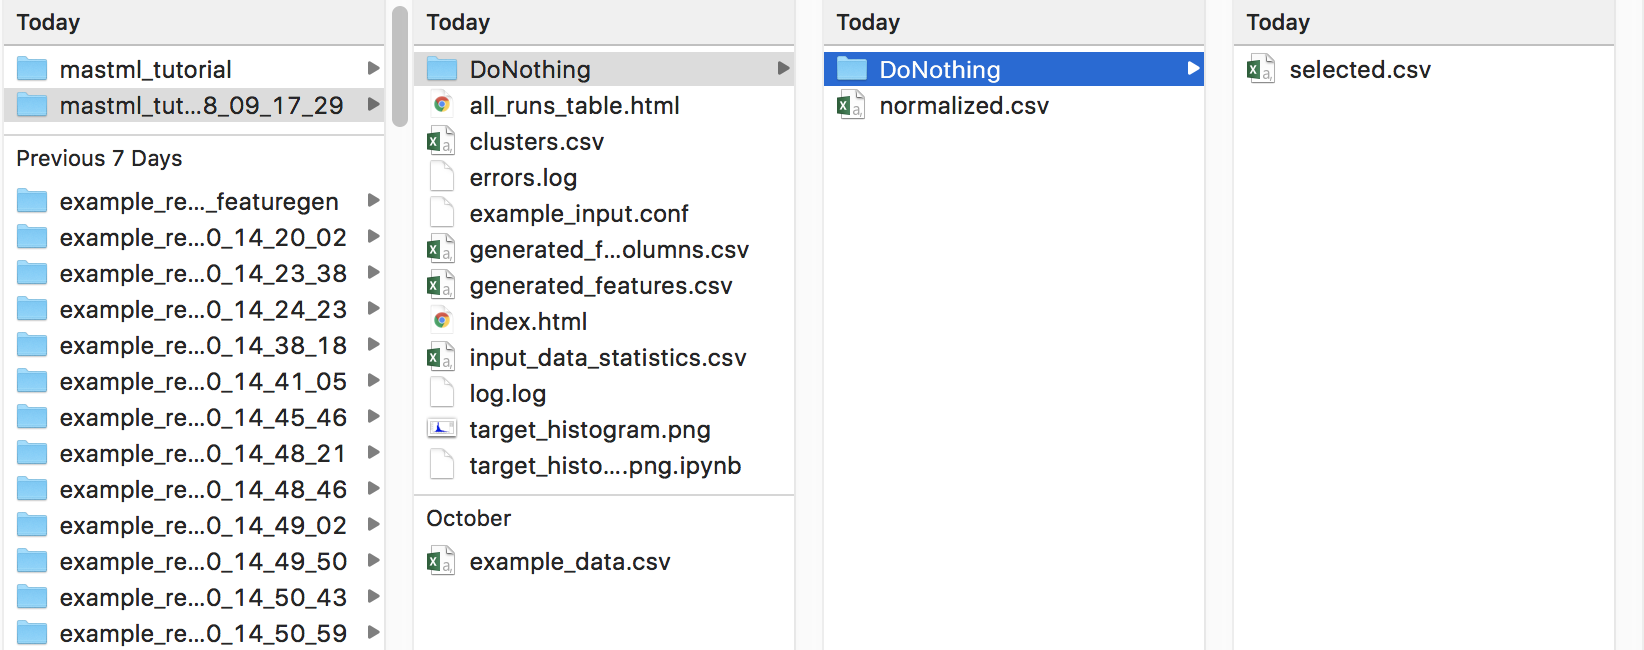 Today
mastml_tutorial
mastml_tut...8_09_17_29
Previous 7 Days
example_re..._featuregen
example_re...0_14_20_02
example_re...0_14_23_38
example_re...0_14_24_23
example_re...0_14_38_18
example_re...0_14_41_05
example_re...0_14_45_46
example_re...0_14_48_21
example_re...0_14_48_46
example_re...0_14_49_02
example_re...0_14_49_50
example_re...0_14_50_43
example_re...0_14_50_59
Today
DoNothing
all_runs_table.html
clusters.csv
errors.log
example_input.conf
generated_f...olumns.csv
generated_features.csv
index.html
input_data_statistics.csv
log.log
target_histogram.png
target_histo....png.ipynb
October
example_data.csv
Today
DoNothing
normalized.csv
Today
selected.csv